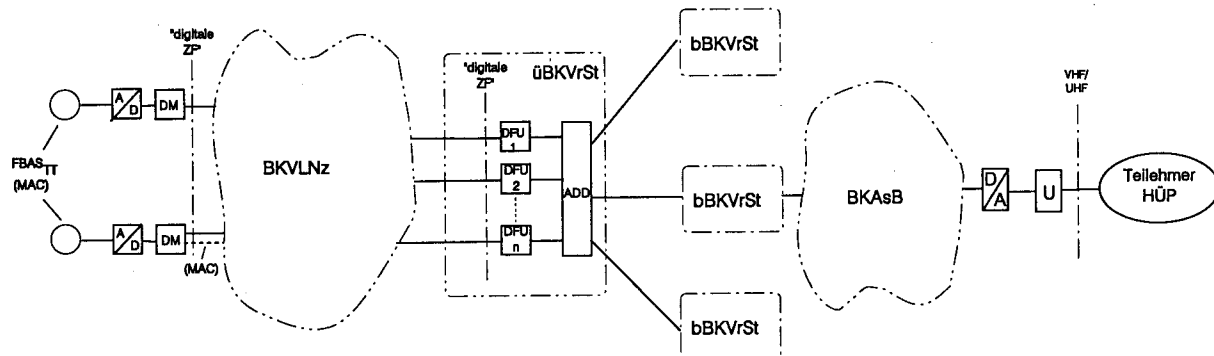 "digitale
ZP"
A/D
DM
FBAS TT
(MAC)
A/D
DM
(MAC)
BKVLNz
üBKVrSt
"digitale
ZP"
DFU
1
DFU
2
DFU
n
ADD
bBKVrSt
bBKVrSt
bBKVrSt
BKAsB
D/A
U
VHF/
UHF
Teilehmer
HÜP